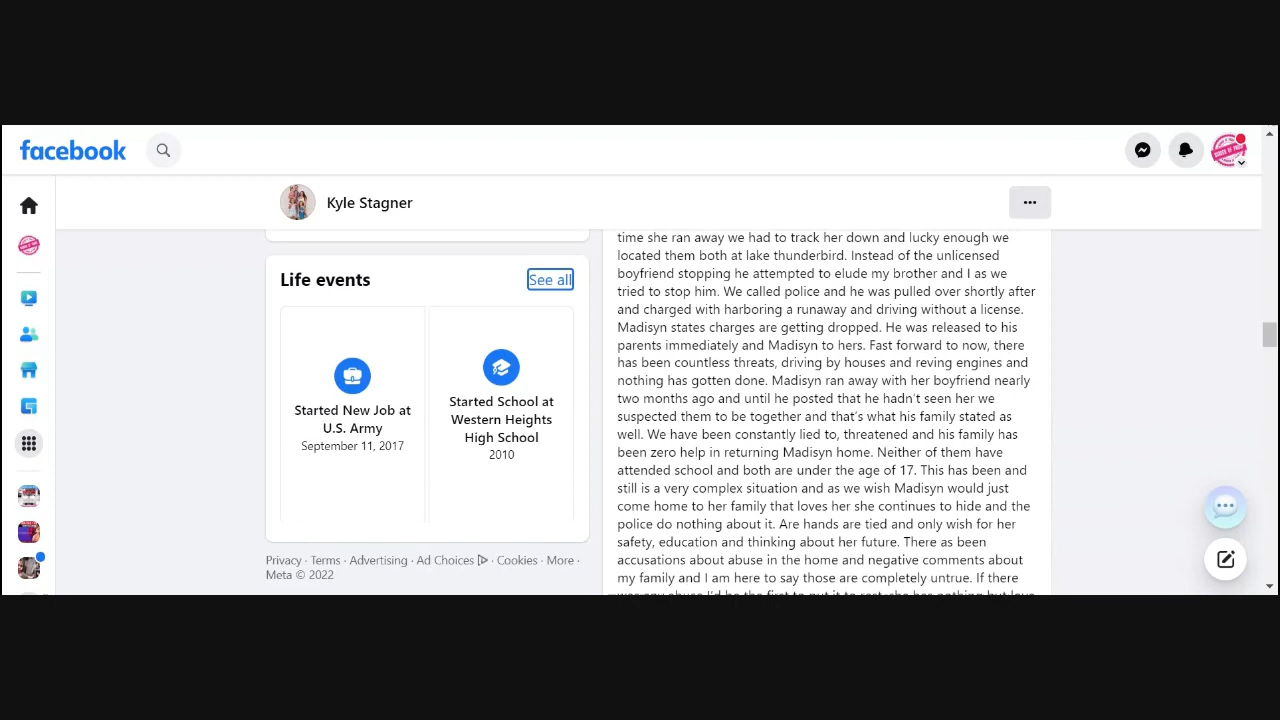 facebook
Kyle Stagner
Life events
See all
Started New Job at
U.S. Army
September 11, 2017
Started School at
Western Heights
High School
2010
Privacy · Terms · Advertising · Ad Choices · Cookies · More ·
Meta © 2022
time she ran away we had to track her down and lucky enough we
located them both at lake thunderbird. Instead of the unlicensed
boyfriend stopping he attempted to elude my brother and I as we
tried to stop him. We called police and he was pulled over shortly after
and charged with harboring a runaway and driving without a license.
Madisyn states charges are getting dropped. He was released to his
parents immediately and Madisyn to hers. Fast forward to now, there
has been countless threats, driving by houses and reving engines and
nothing has gotten done. Madisyn ran away with her boyfriend nearly
two months ago and until he posted that he hadn't seen her we
suspected them to be together and that's what his family stated as
well. We have been constantly lied to, threatened and his family has
been zero help in returning Madisyn home. Neither of them have
attended school and both are under the age of 17. This has been and
still is a very complex situation and as we wish Madisyn would just
come home to her family that loves her she continues to hide and the
police do nothing about it. Are hands are tied and only wish for her
safety, education and thinking about her future. There as been
accusations about abuse in the home and negative comments about
my family and I am here to say those are completely untrue. If there